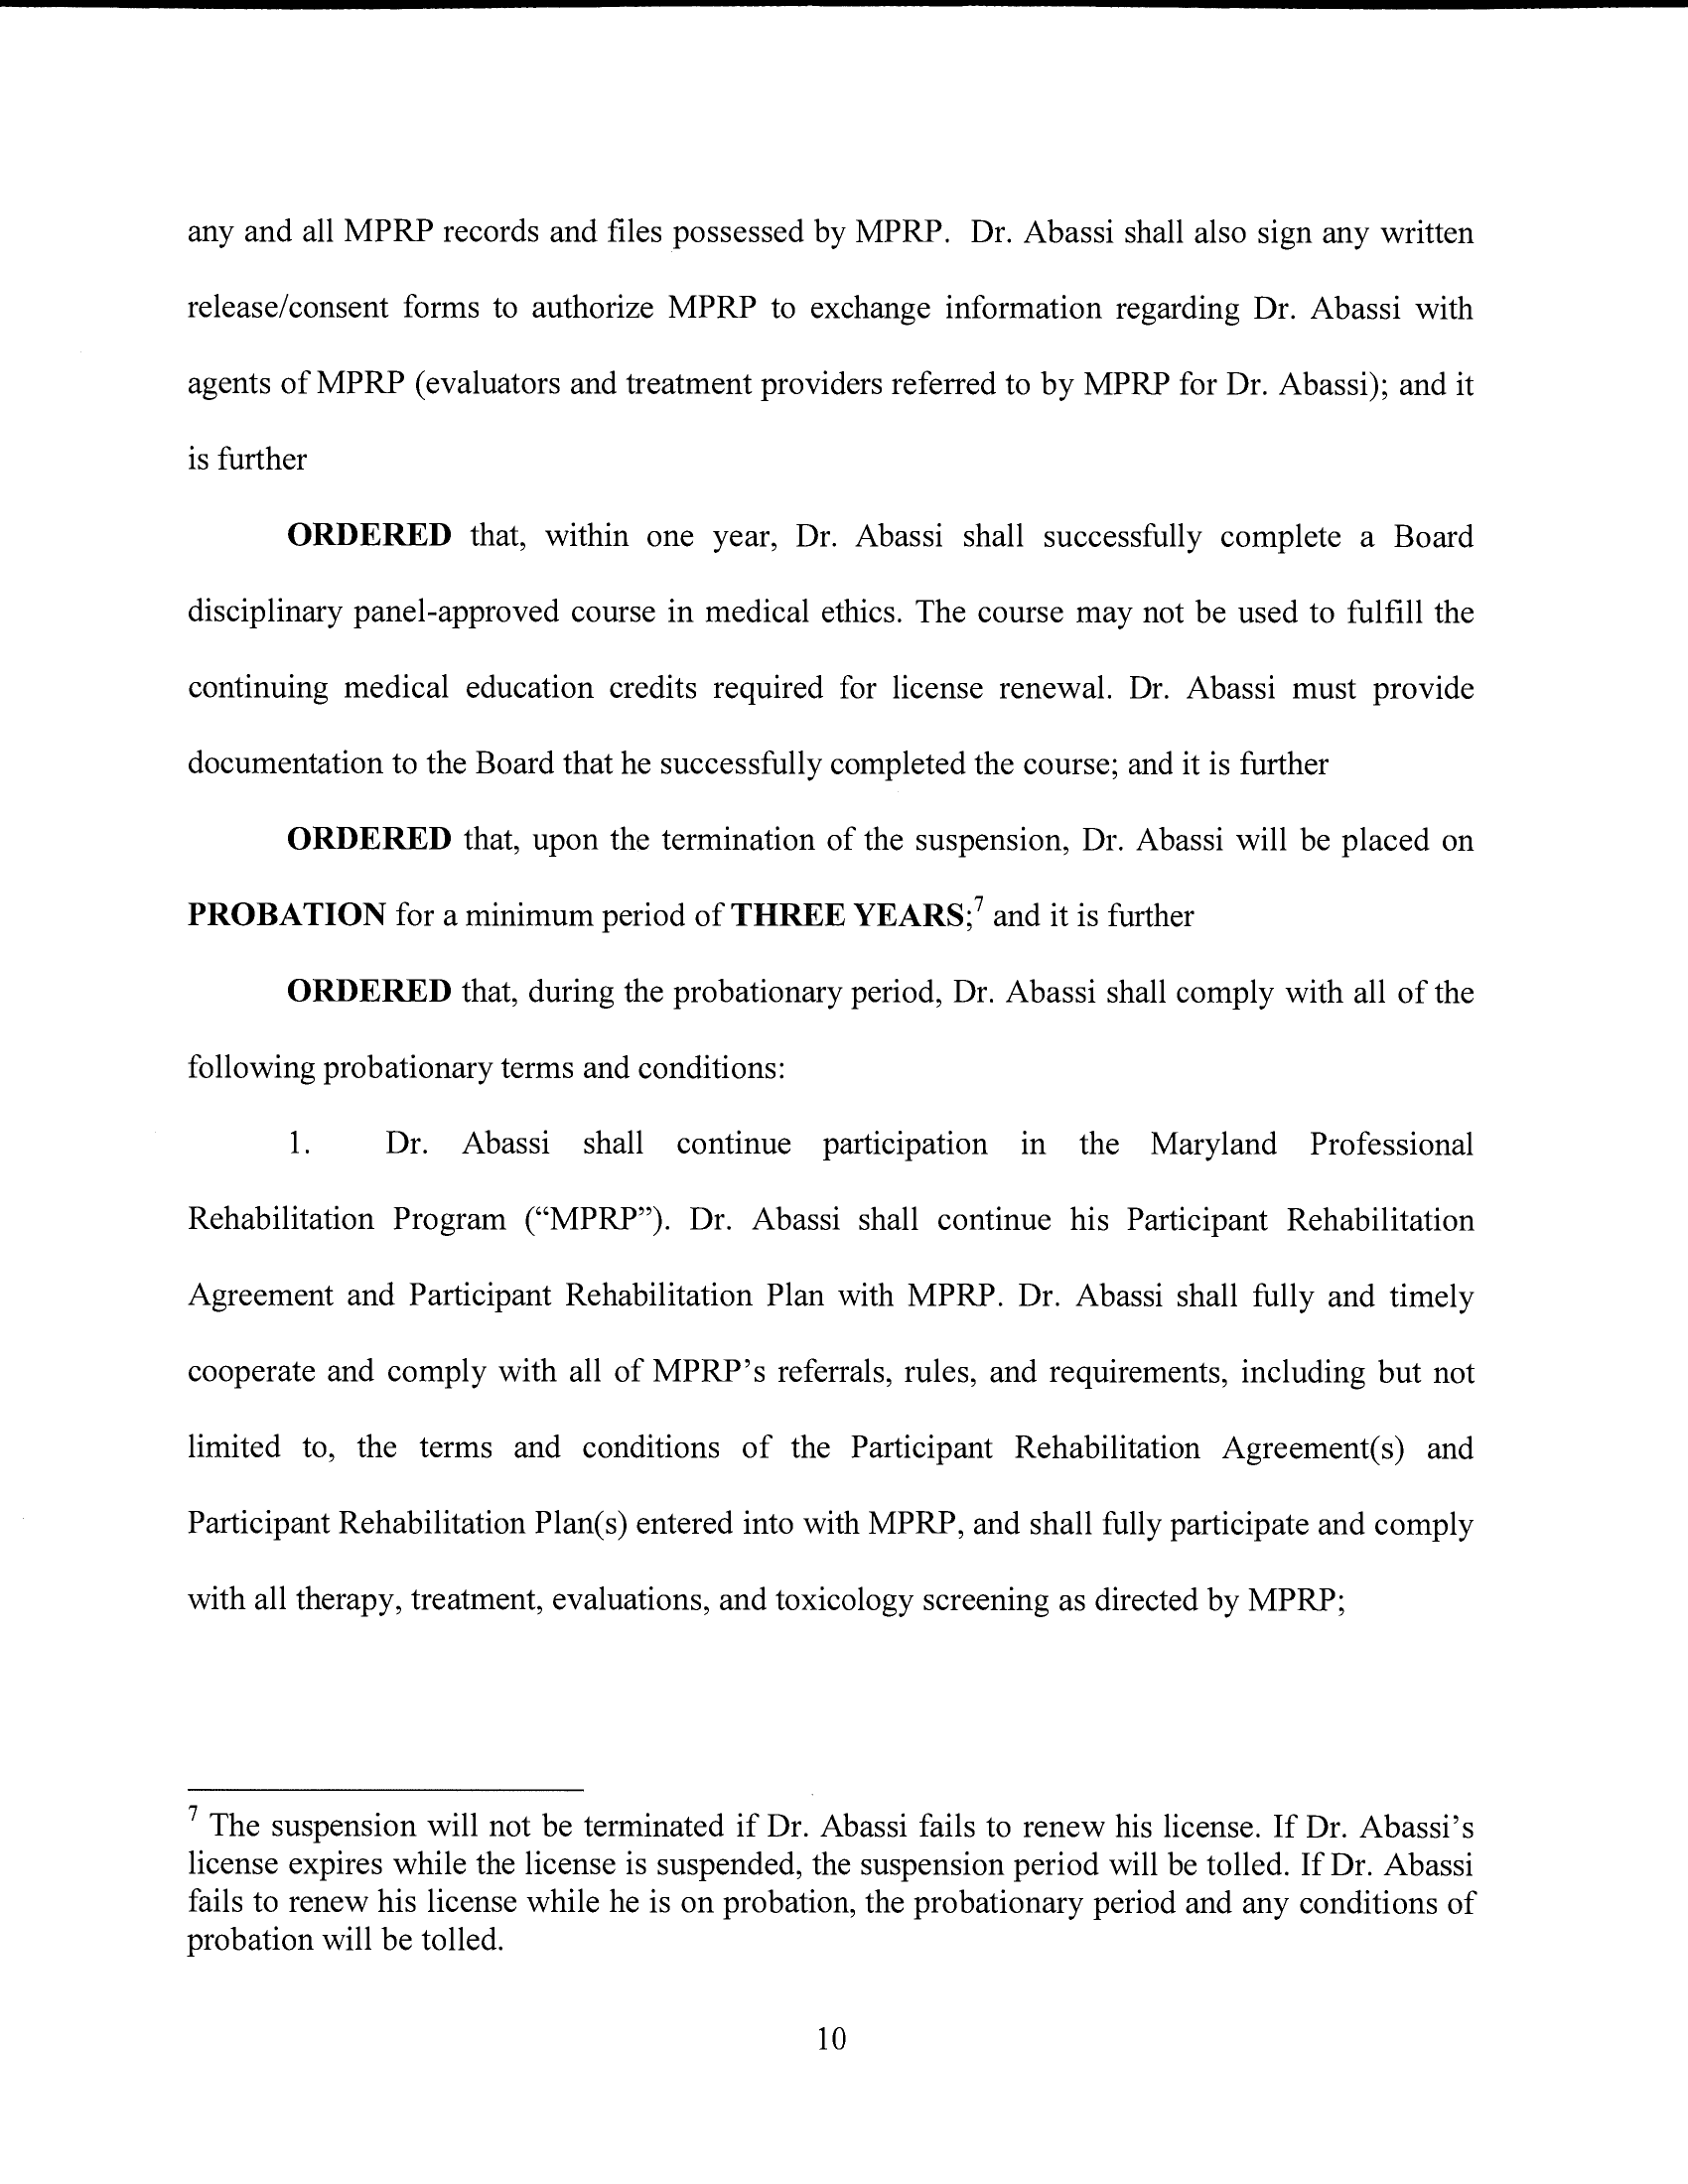 any and all MPRP records and files possessed by MPRP. Dr. Abassi shall also sign any written
release/consent forms to authorize MPRP to exchange information regarding Dr. Abassi with
agents of MPRP (evaluators and treatment providers referred to by MPRP for Dr. Abassi); and it
is further
ORDERED that, within one year, Dr. Abassi shall successfully complete a Board
disciplinary panel-approved course in medical ethics. The course may not be used to fulfill the
continuing medical education credits required for license renewal. Dr. Abassi must provide
documentation to the Board that he successfully completed the course; and it is further
ORDERED that, upon the termination of the suspension, Dr. Abassi will be placed on
PROBATION for a minimum period of THREE YEARS;7 and it is further
ORDERED that, during the probationary period, Dr. Abassi shall comply with all of the
following probationary terms and conditions:
1. Dr. Abassi shall continue participation in the Maryland Professional
Rehabilitation Program (“MPRP”). Dr. Abassi shall continue his Participant Rehabilitation
Agreement and Participant Rehabilitation Plan with MPRP. Dr. Abassi shall fully and timely
cooperate and comply with all of MPRP’s referrals, rules, and requirements, including but not
limited to, the terms and conditions of the Participant Rehabilitation Agreement(s) and
Participant Rehabilitation Plan(s) entered into with MPRP, and shall fully participate and comply
with all therapy, treatment, evaluations, and toxicology screening as directed by MPRP;
7 The suspension will not be terminated if Dr. Abassi fails to renew his license. If Dr. Abassi’s
license expires while the license is suspended, the suspension period will be tolled. If Dr. Abassi
fails to renew his license while he is on probation, the probationary period and any conditions of
probation will be tolled.
10